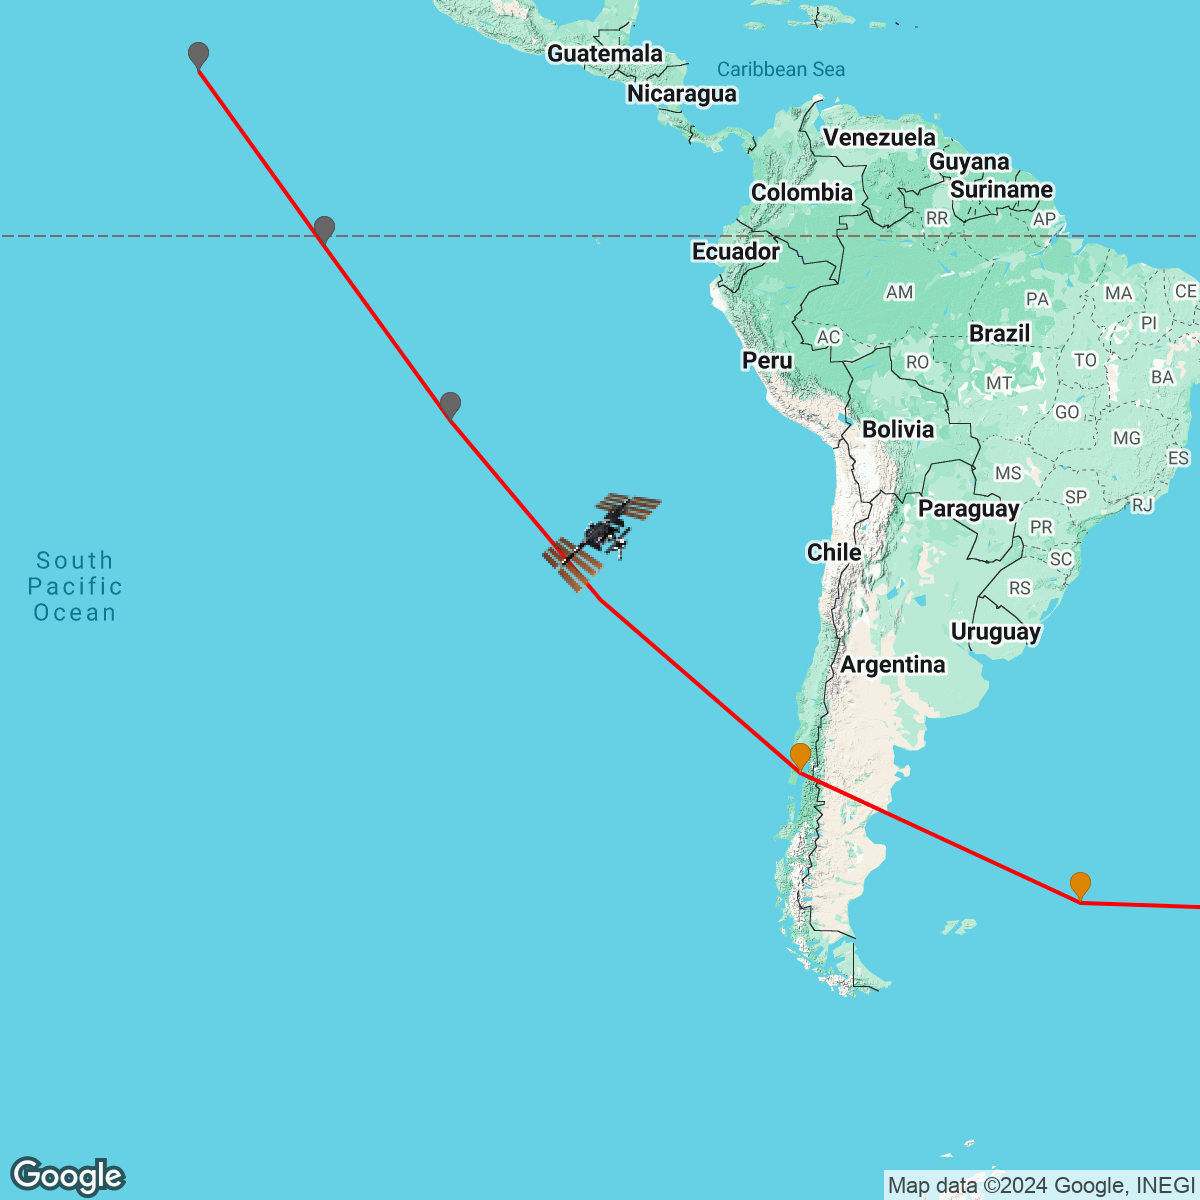 Guatemala
Caribbean Sea
Nicaragua
Venezuela
Guyana
Colombia
Suriname
RR
AP
Ecuador
AM
PA
MA
CE
PI
Brazil
AC
Peru
RO
TO
MT
BA
GO
Bolivia
MG
ES
MS
SP
RJ
Paraguay
PR
Chile
SC
South
Pacific
Ocean
RS
Uruguay
Argentina
Google
Map data ©2024 Google, INEGI